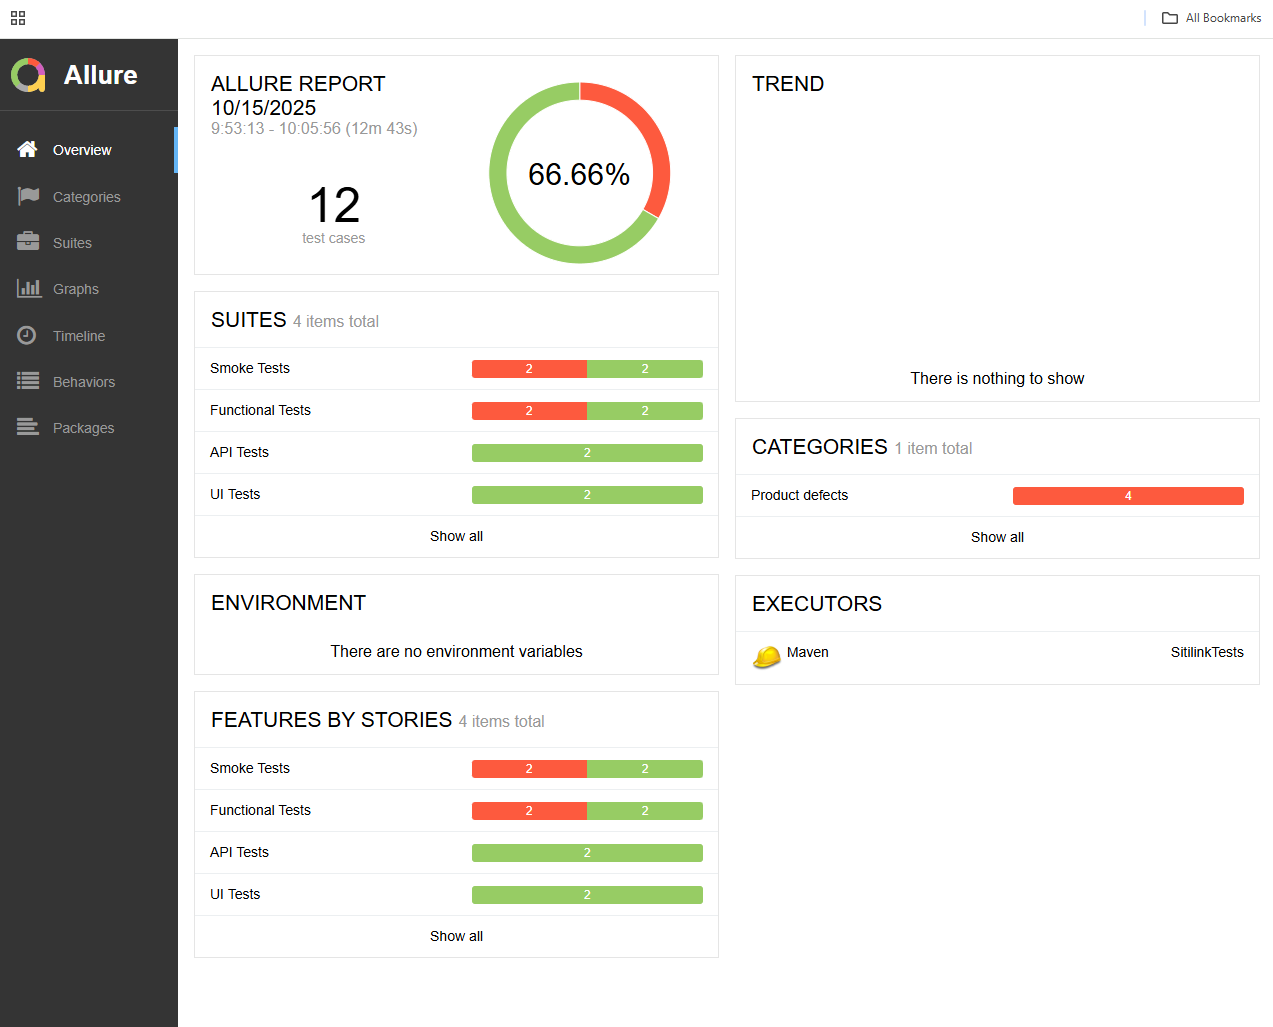 All Bookmarks
Allure
Overview
Categories
Suites
Graphs
Timeline
Behaviors
Packages
ALLURE REPORT
10/15/2025
9:53:13 - 10:05:56 (12m 43s)
12
test cases
66.66%
SUITES 4 items total
Smoke Tests 2 2
Functional Tests 2 2
API Tests 2
UI Tests 2
Show all
ENVIRONMENT
There are no environment variables
FEATURES BY STORIES 4 items total
Smoke Tests 2 2
Functional Tests 2 2
API Tests 2
UI Tests 2
Show all
TREND
There is nothing to show
CATEGORIES 1 item total
Product defects 4
Show all
EXECUTORS
Maven SitilinkTests